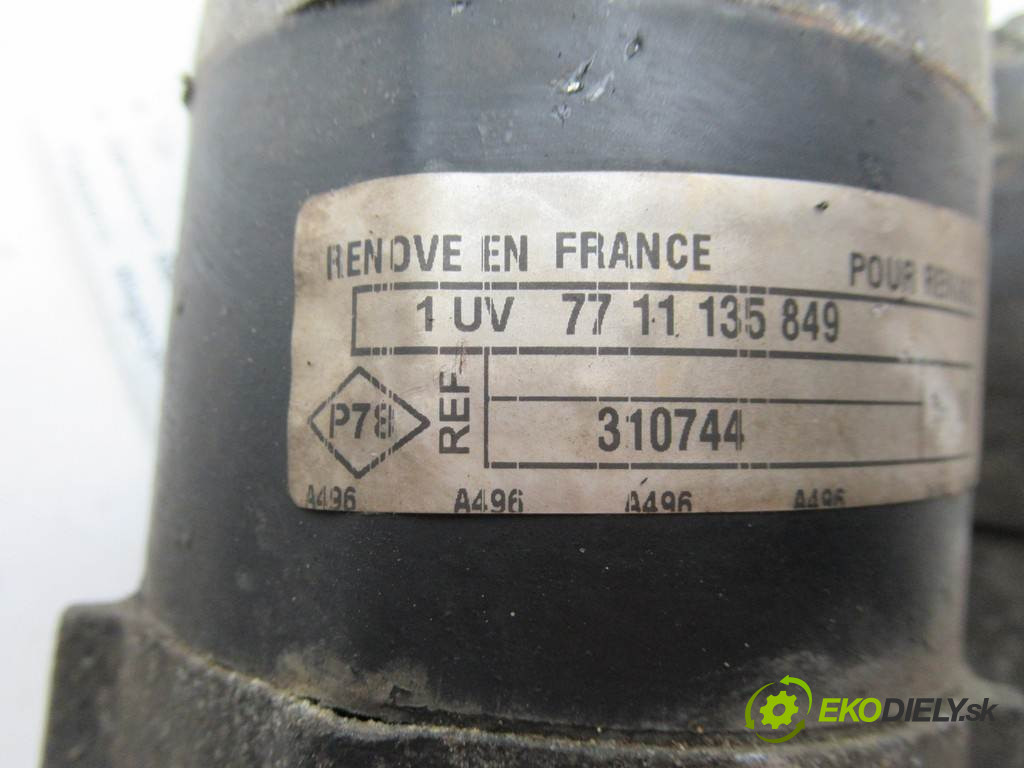 RENOVE EN FRANCE
POUR RENAULT
1 UV 77 11 135 849
P78
REF
310744
A496 A496 A496 A496
EKODIELY.sk